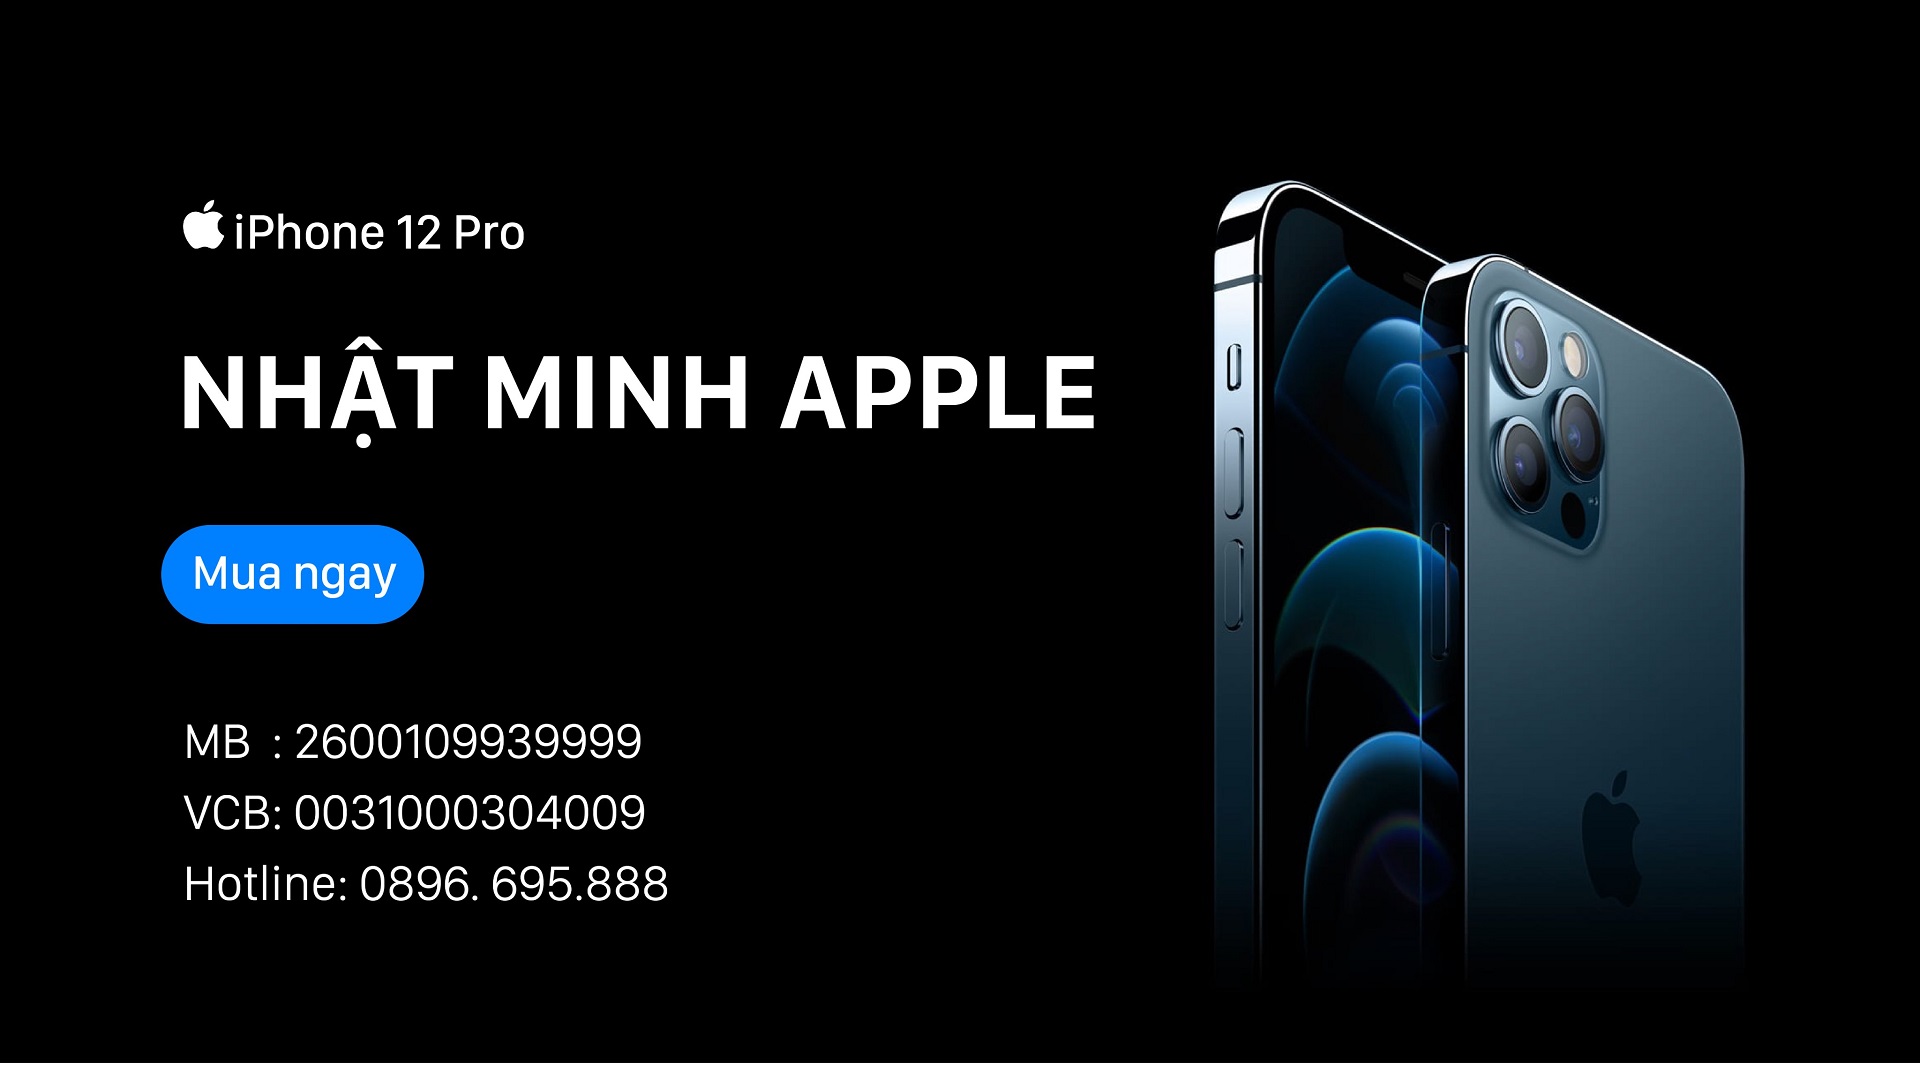 iPhone 12 Pro
NHẬT MINH APPLE
Mua ngay
MB : 2600109939999
VCB: 0031000304009
Hotline: 0896. 695.888